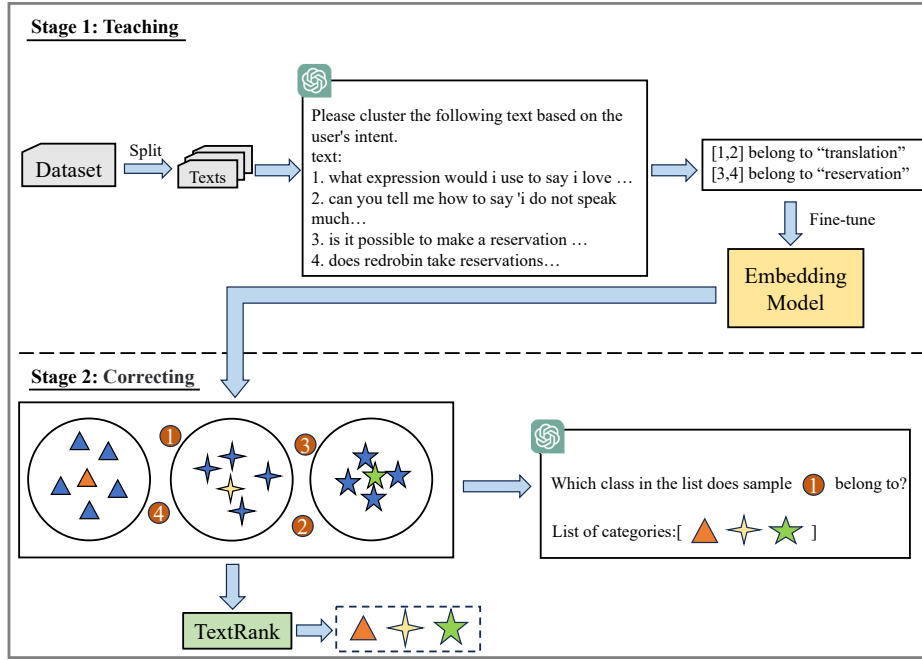 Stage 1: Teaching
Dataset
Split
Texts
Please cluster the following text based on the
user's intent.
text:
1. what expression would i use to say i love …
2. can you tell me how to say 'i do not speak
much…
3. is it possible to make a reservation …
4. does redrobin take reservations…
[1,2] belong to “translation”
[3,4] belong to “reservation”
Fine-tune
Embedding
Model
Stage 2: Correcting
1
3
4
2
Which class in the list does sample 1 belong to?
List of categories:[ ]
TextRank